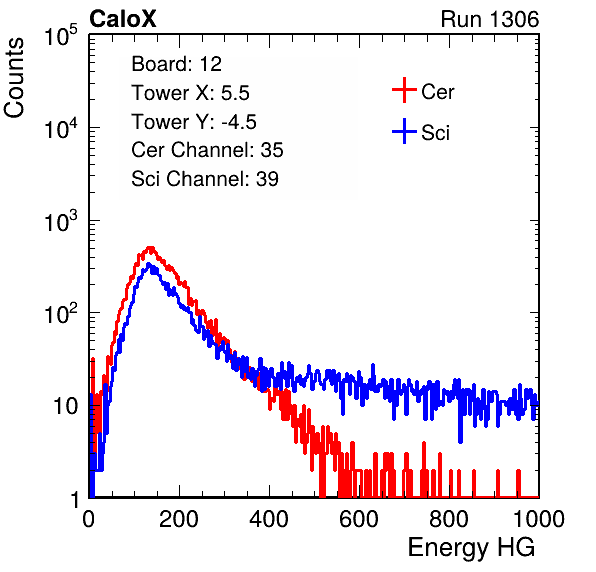 CaloX Run 1306
Counts
Board: 12
Tower X: 5.5
Tower Y: -4.5
Cer Channel: 35
Sci Channel: 39
Cer
Sci
10^5
10^4
10^3
10^2
10
1
0 200 400 600 800 1000
Energy HG